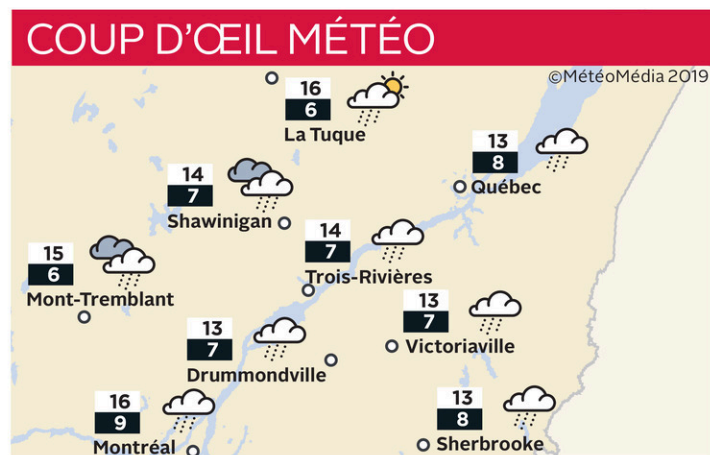 COUP D'ŒIL MÉTÉO
©MétéoMédia 2019
16
6
La Tuque
13
8
Québec
14
7
Shawinigan
14
7
Trois-Rivières
15
6
Mont-Tremblant
13
7
Victoriaville
13
7
Drummondville
16
9
Montréal
13
8
Sherbrooke